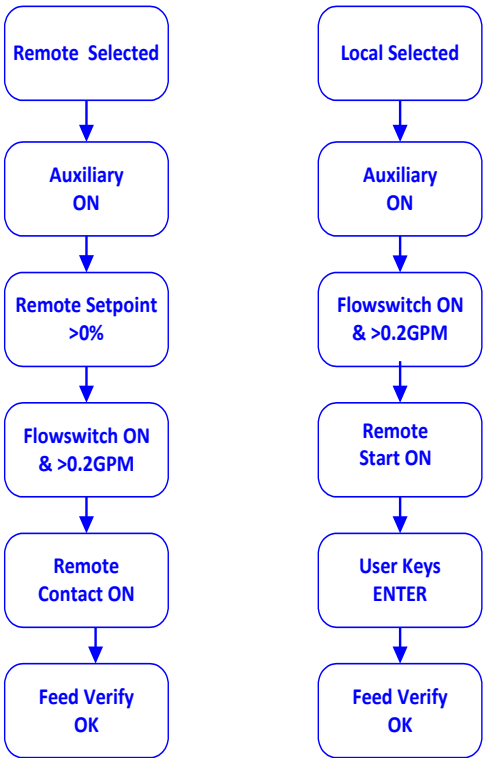 Remote Selected
Auxiliary
ON
Remote Setpoint
>0%
Flowswitch ON
& >0.2GPM
Remote
Contact ON
Feed Verify
OK
Local Selected
Auxiliary
ON
Flowswitch ON
& >0.2GPM
Remote
Start ON
User Keys
ENTER
Feed Verify
OK